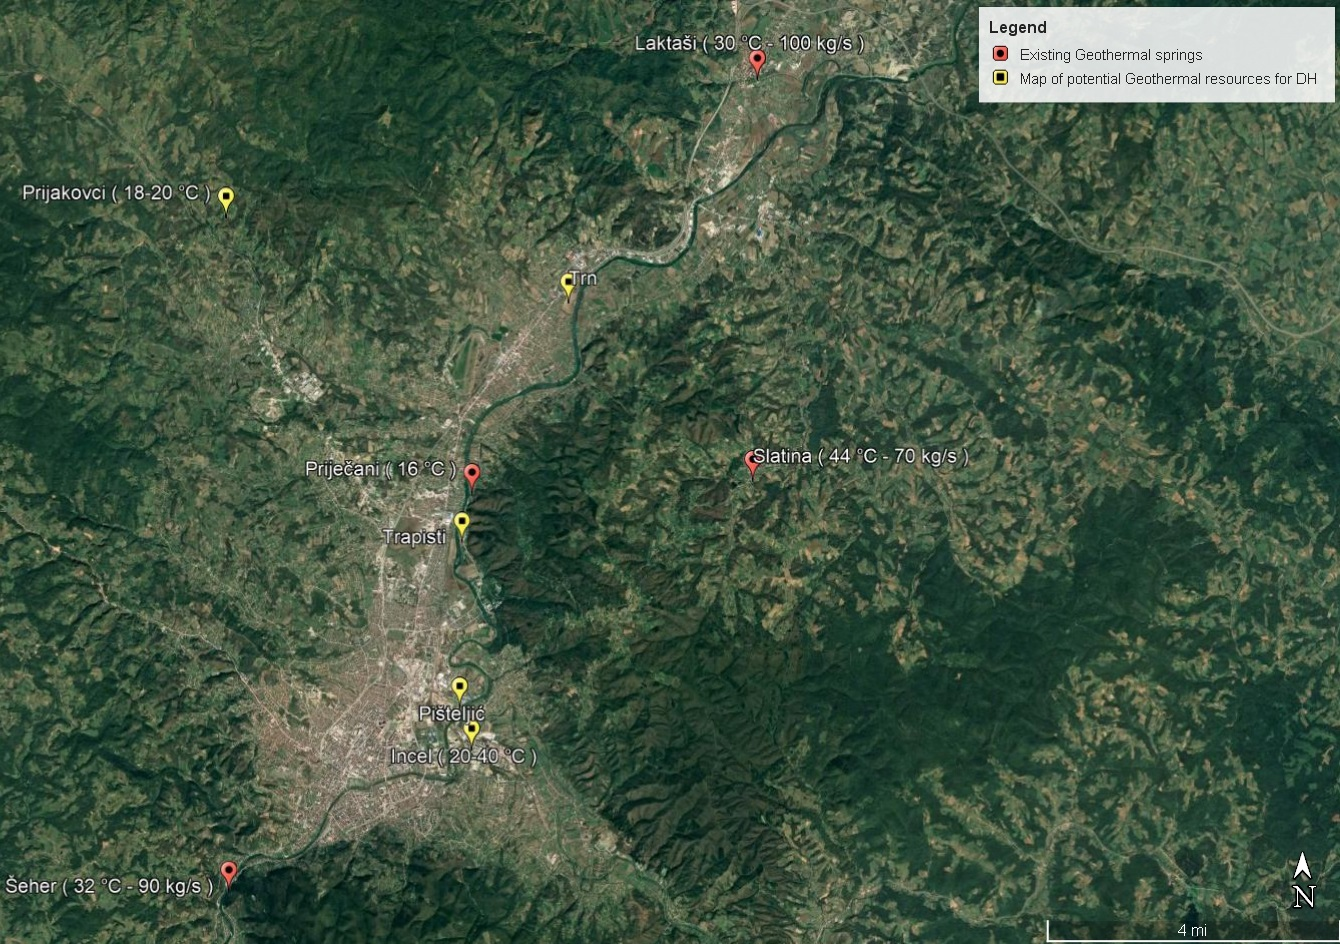 Legend
Existing Geothermal springs
Map of potential Geothermal resources for DH
Laktaši ( 30 °C - 100 kg/s )
Prijakovci ( 18-20 °C )
Trn
Priječani ( 16 °C )
Slatina ( 44 °C - 70 kg/s )
Trapisti
Pišteljić
Incel ( 20-40 °C )
Šeher ( 32 °C - 90 kg/s )
N
4 mi